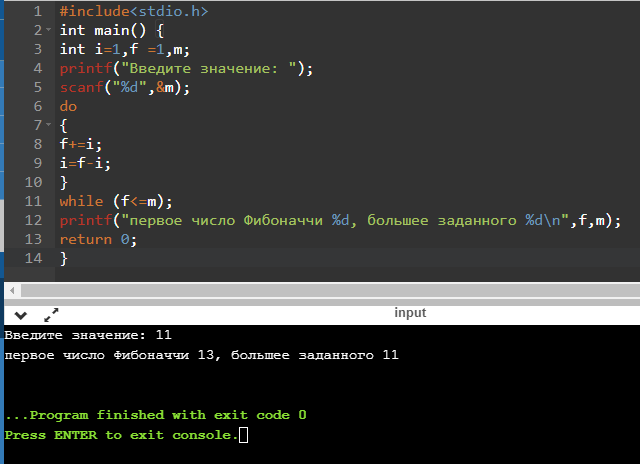 1 #include<stdio.h>
2 int main() {
3 int i=1,f =1,m;
4 printf("Введите значение: ");
5 scanf("%d",&m);
6 do
7 {
8 f+=i;
9 i=f-i;
10 }
11 while (f<=m);
12 printf("первое число Фибоначчи %d, большее заданного %d\n",f,m);
13 return 0;
14 }
input
Введите значение: 11
первое число Фибоначчи 13, большее заданного 11
...Program finished with exit code 0
Press ENTER to exit console.